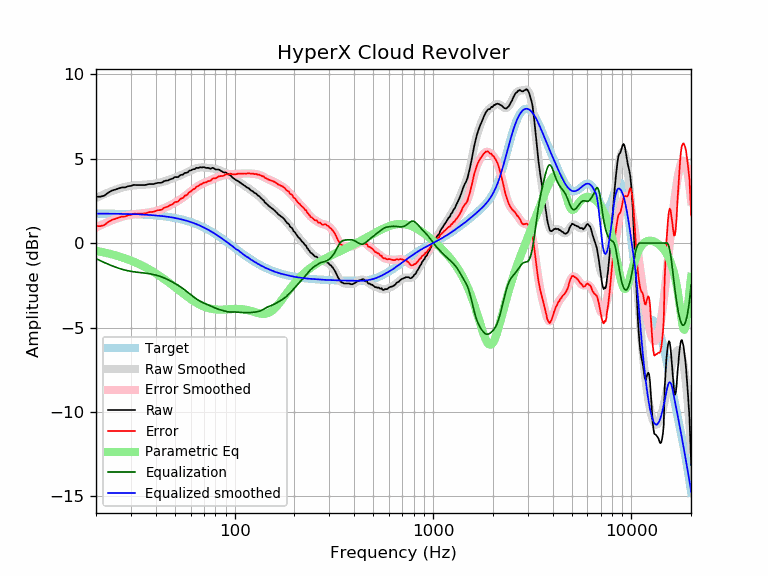 HyperX Cloud Revolver
10
5
0
−5
−10
−15
Amplitude (dBr)
Target
Raw Smoothed
Error Smoothed
Raw
Error
Parametric Eq
Equalization
Equalized smoothed
100
1000
10000
Frequency (Hz)